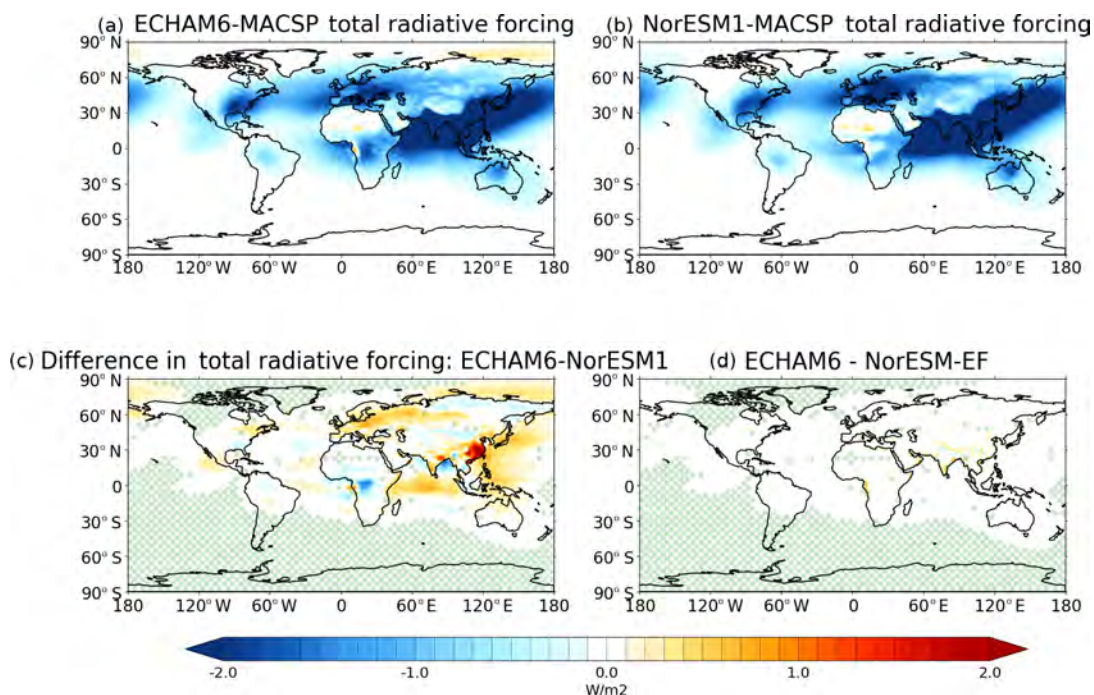 (a) ECHAM6-MACSP total radiative forcing
(b) NorESM1-MACSP total radiative forcing
90° N
60° N
30° N
0
30° S
60° S
90° S
180 120° W 60° W 0 60° E 120° E 180
90° N
60° N
30° N
0
30° S
60° S
90° S
180 120° W 60° W 0 60° E 120° E 180
(c) Difference in total radiative forcing: ECHAM6-NorESM1
(d) ECHAM6 - NorESM-EF
90° N
60° N
30° N
0
30° S
60° S
90° S
180 120° W 60° W 0 60° E 120° E 180
90° N
60° N
30° N
0
30° S
60° S
90° S
180 120° W 60° W 0 60° E 120° E 180
-2.0 -1.0 0.0 1.0 2.0
W/m2